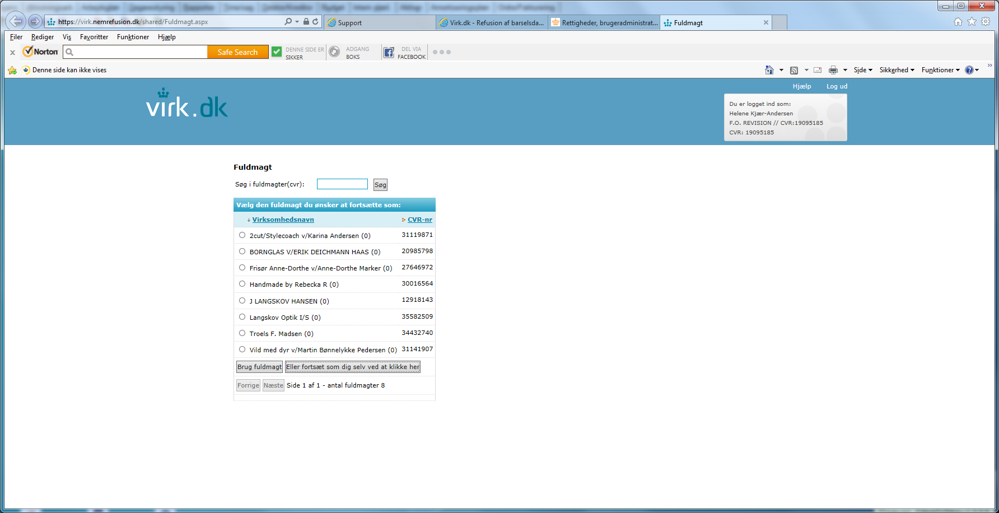 https://virk.nemrefusion.dk/shared/Fuldmagt.aspx
Support
Virk.dk - Refusion af barselsda...
Rettigheder, brugeradministrat...
Fuldmagt
Filer Rediger Vis Favoritter Funktioner Hjælp
Norton
Safe Search
DENNE SIDE ER
SIKKER
ADGANG
BOKS
DEL VIA
FACEBOOK
Denne side kan ikke vises
Side Sikkerhed Funktioner
Hjælp Log ud
virk.dk
Du er logget ind som:
Helene Kjær-Andersen
F.O. REVISION // CVR:19095185
CVR: 19095185
Fuldmagt
Søg i fuldmagter(cvr): Søg
Vælg den fuldmagt du ønsker at fortsætte som:
Virksomhedsnavn CVR-nr
2cut/Stylecoach v/Karina Andersen (0) 31119871
BORNGLAS V/ERIK DEICHMANN HAAS (0) 20985798
Frisør Anne-Dorthe v/Anne-Dorthe Marker (0) 27646972
Handmade by Rebecka R (0) 30016564
J LANGSKOV HANSEN (0) 12918143
Langskov Optik I/S (0) 35582509
Troels F. Madsen (0) 34432740
Vild med dyr v/Martin Bønnelykke Pedersen (0) 31141907
Brug fuldmagt Eller fortsæt som dig selv ved at klikke her
Forrige Næste Side 1 af 1 - antal fuldmagter 8